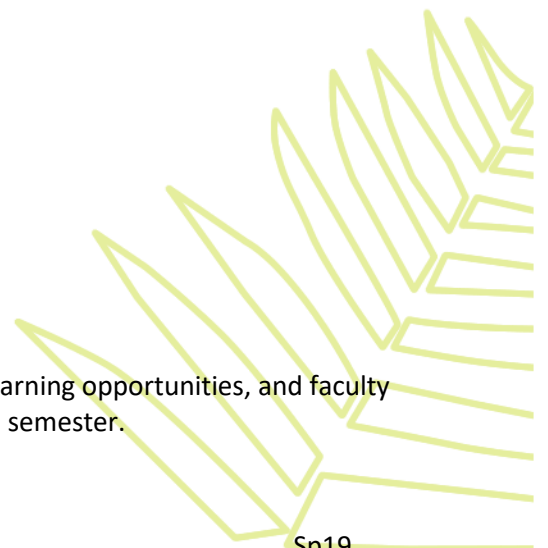 arning opportunities, and faculty
semester.
Sp19